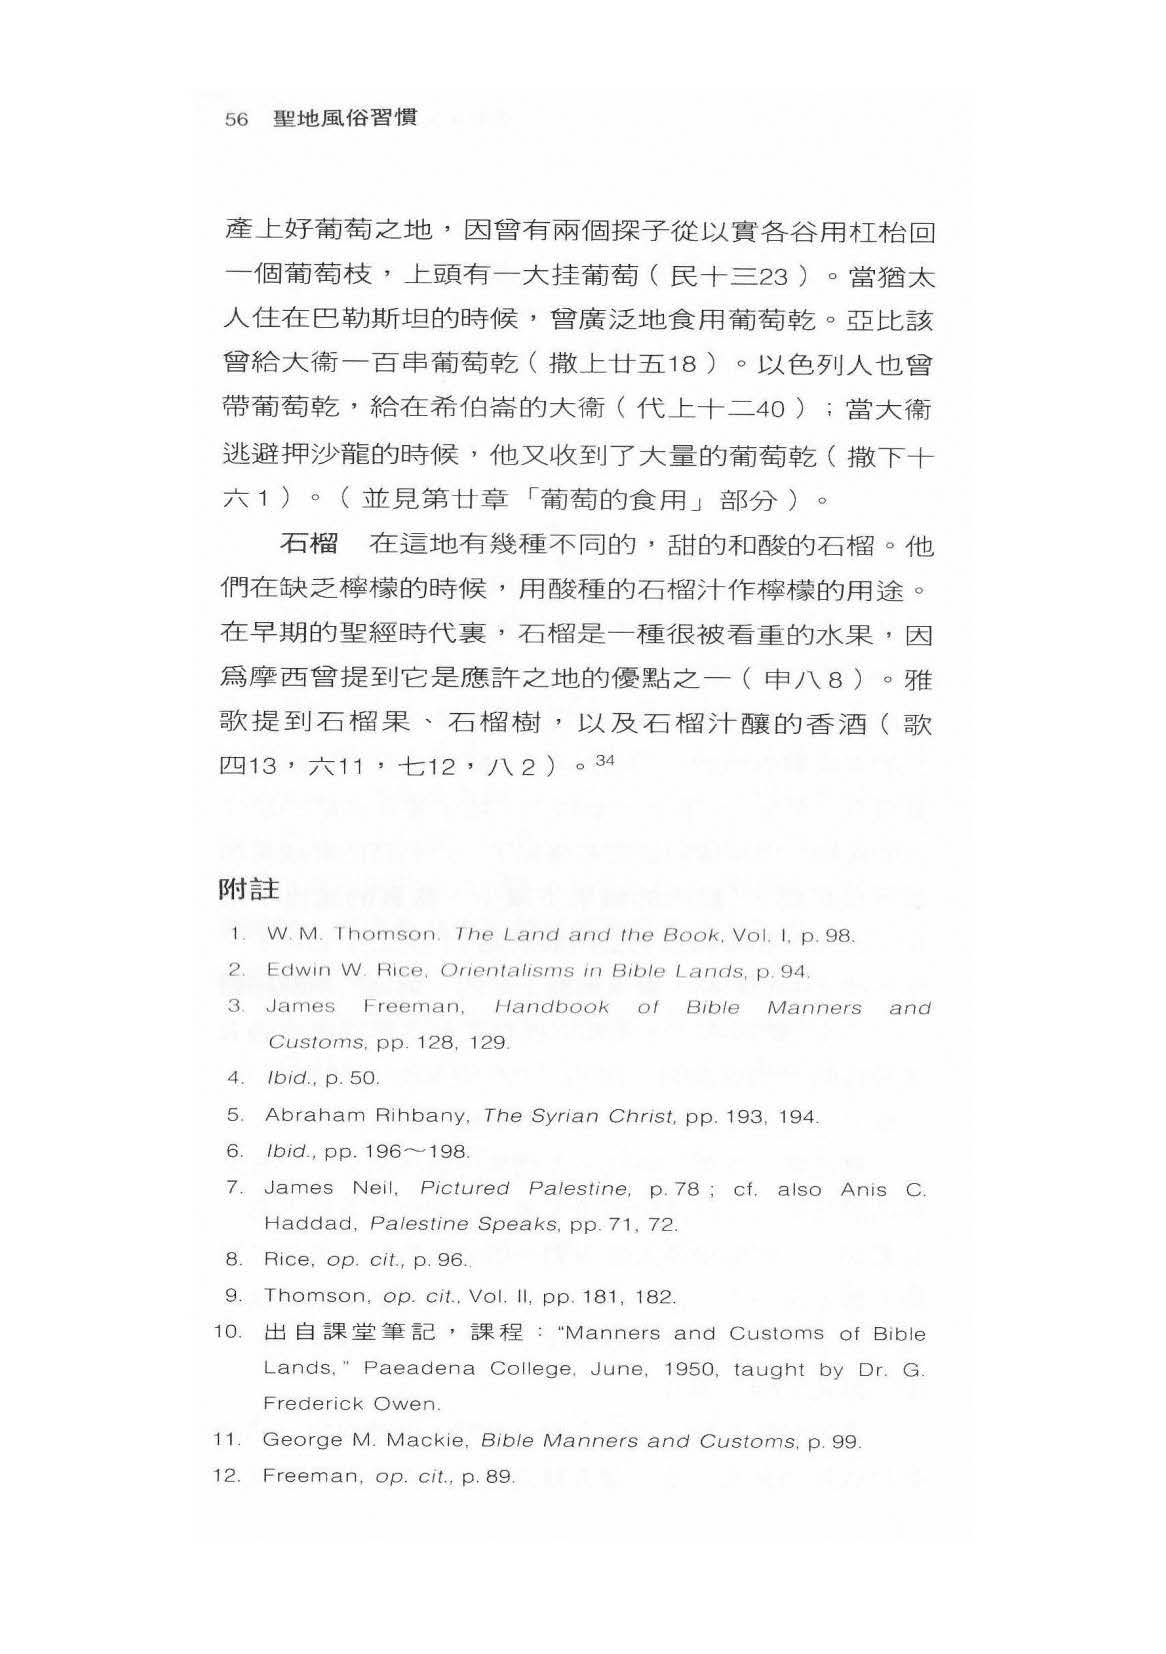 56 聖地風俗習慣
產上好葡萄之地，因曾有兩個探子從以實各谷用杠枱回
一個葡萄枝，上頭有一大挂葡萄（民十三23）。當猶太
人住在巴勒斯坦的時候，曾廣泛地食用葡萄乾。亞比該
曾給大衞一百串葡萄乾（撒上廿五18）。以色列人也曾
帶葡萄乾，給在希伯崙的大衞（代上十二40）；當大衞
逃避押沙龍的時候，他又收到了大量的葡萄乾（撒下十
六1）。（並見第廿章「葡萄的食用」部分）。
石榴 在這地有幾種不同的，甜的和酸的石榴。他
們在缺乏檸檬的時候，用酸種的石榴汁作檸檬的用途。
在早期的聖經時代裏，石榴是一種很被看重的水果，因
爲摩西曾提到它是應許之地的優點之一（申八8）。雅
歌提到石榴果、石榴樹，以及石榴汁釀的香酒（歌
四13，六11，七12，八2）。34
附註
1. W. M. Thomson. The Land and the Book, Vol. I, p. 98.
2. Edwin W. Rice, Orientalisms in Bible Lands, p. 94.
3. James Freeman, Handbook of Bible Manners and
Customs, pp. 128, 129.
4. Ibid., p. 50.
5. Abraham Rihbany, The Syrian Christ, pp. 193, 194.
6. Ibid., pp. 196～198.
7. James Neil, Pictured Palestine, p. 78 ; cf. also Anis C.
Haddad, Palestine Speaks, pp. 71, 72.
8. Rice, op. cit., p. 96.
9. Thomson, op. cit., Vol. II, pp. 181, 182.
10. 出自課堂筆記，課程：“Manners and Customs of Bible
Lands,” Paeadena College, June, 1950, taught by Dr. G.
Frederick Owen.
11. George M. Mackie, Bible Manners and Customs, p. 99.
12. Freeman, op. cit., p. 89.